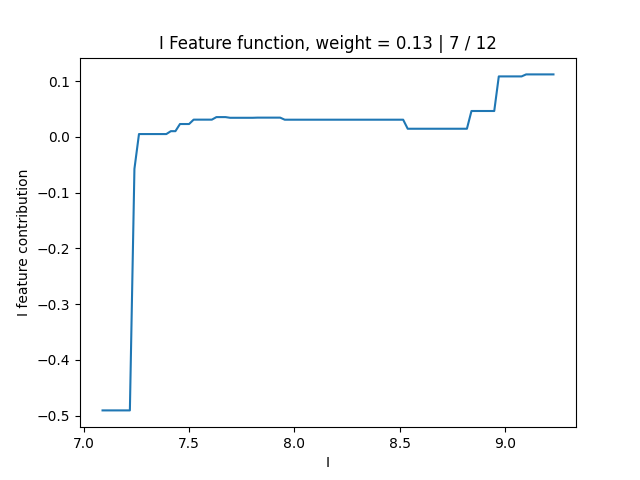 I Feature function, weight = 0.13 | 7 / 12
0.1
0.0
−0.1
−0.2
−0.3
−0.4
−0.5
I feature contribution
7.0 7.5 8.0 8.5 9.0
I